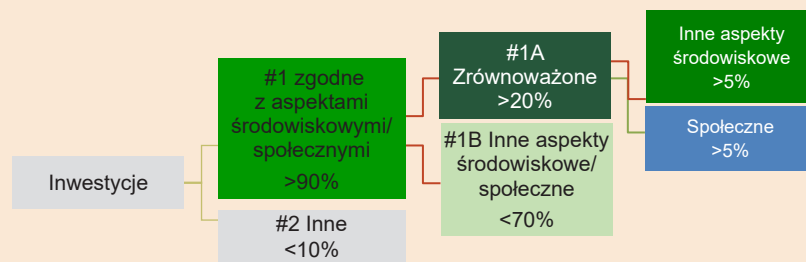 Inwestycje
#1 zgodne
z aspektami
środowiskowymi/
społecznymi
>90%
#2 Inne
<10%
#1A
Zrównoważone
>20%
#1B Inne aspekty
środowiskowe/
społeczne
<70%
Inne aspekty
środowiskowe
>5%
Społeczne
>5%